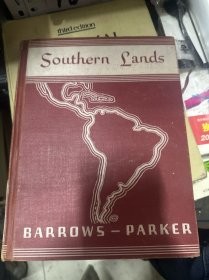 third edition
Southern Lands
BARROWS – PARKER